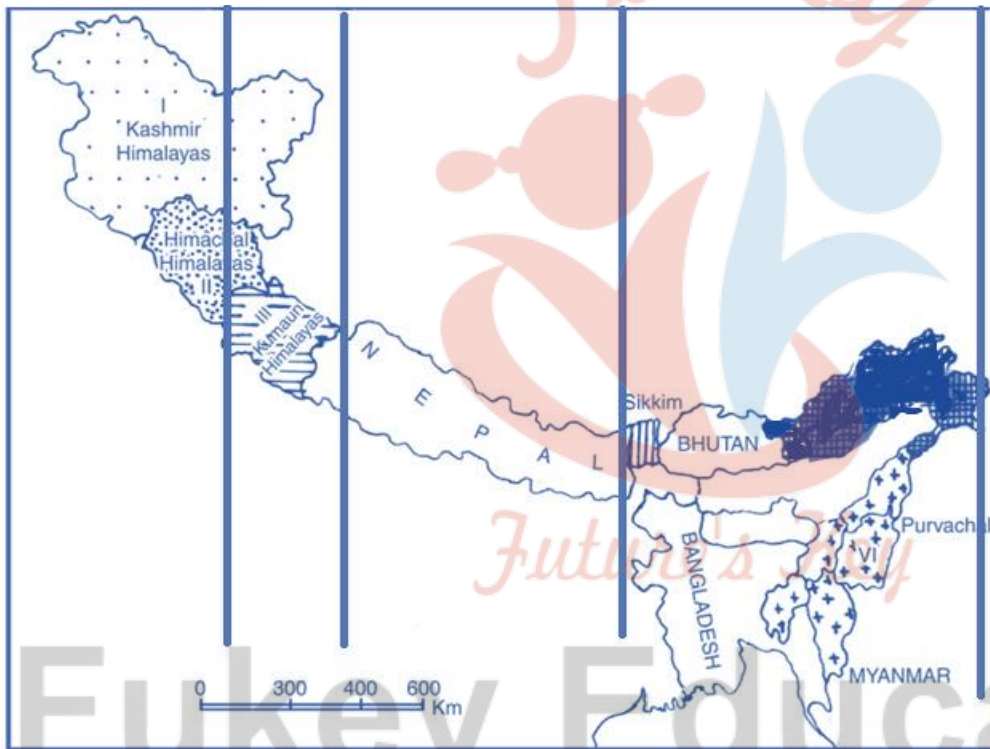 I
Kashmir
Himalayas
Himachal
Himalayas
II
III
Kumaun
Himalayas
NEPAL
Sikkim
BHUTAN
Purvachal
VI
BANGLADESH
MYANMAR
Future's Key
0 300 400 600
Km
Fukey Educa